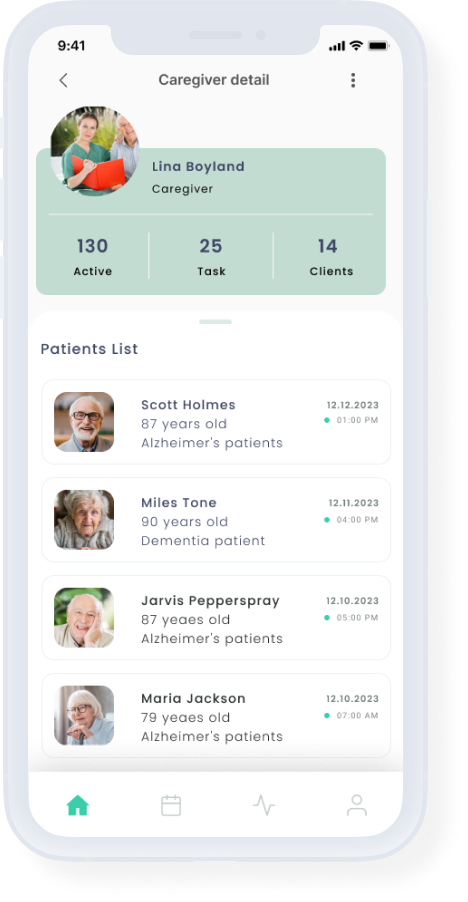 9:41
Caregiver detail
Lina Boyland
Caregiver
130
25
14
Active
Task
Clients
Patients List
Scott Holmes
12.12.2023
87 years old
01:00 PM
Alzheimer's patients
Miles Tone
12.11.2023
90 years old
04:00 PM
Dementia patient
Jarvis Pepperspray
12.10.2023
87 yeaes old
05:00 PM
Alzheimer's patients
Maria Jackson
12.10.2023
79 yeaes old
07:00 AM
Alzheimer's patients